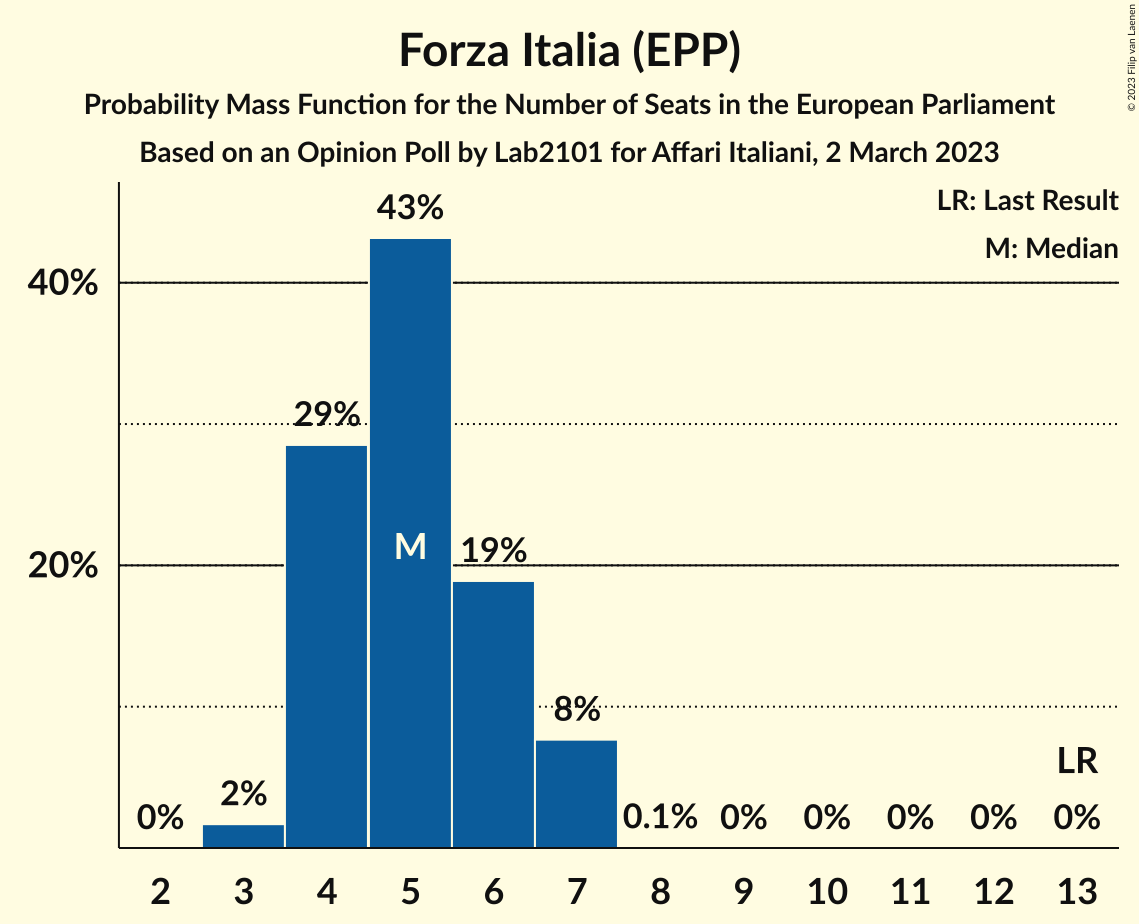 Forza Italia (EPP)
Probability Mass Function for the Number of Seats in the European Parliament
Based on an Opinion Poll by Lab2101 for Affari Italiani, 2 March 2023
© 2023 Filip van Laenen
LR: Last Result
M: Median
40%
20%
0%
2%
29%
43%
M
19%
8%
0.1%
0%
0%
0%
0%
LR
0%
2 3 4 5 6 7 8 9 10 11 12 13